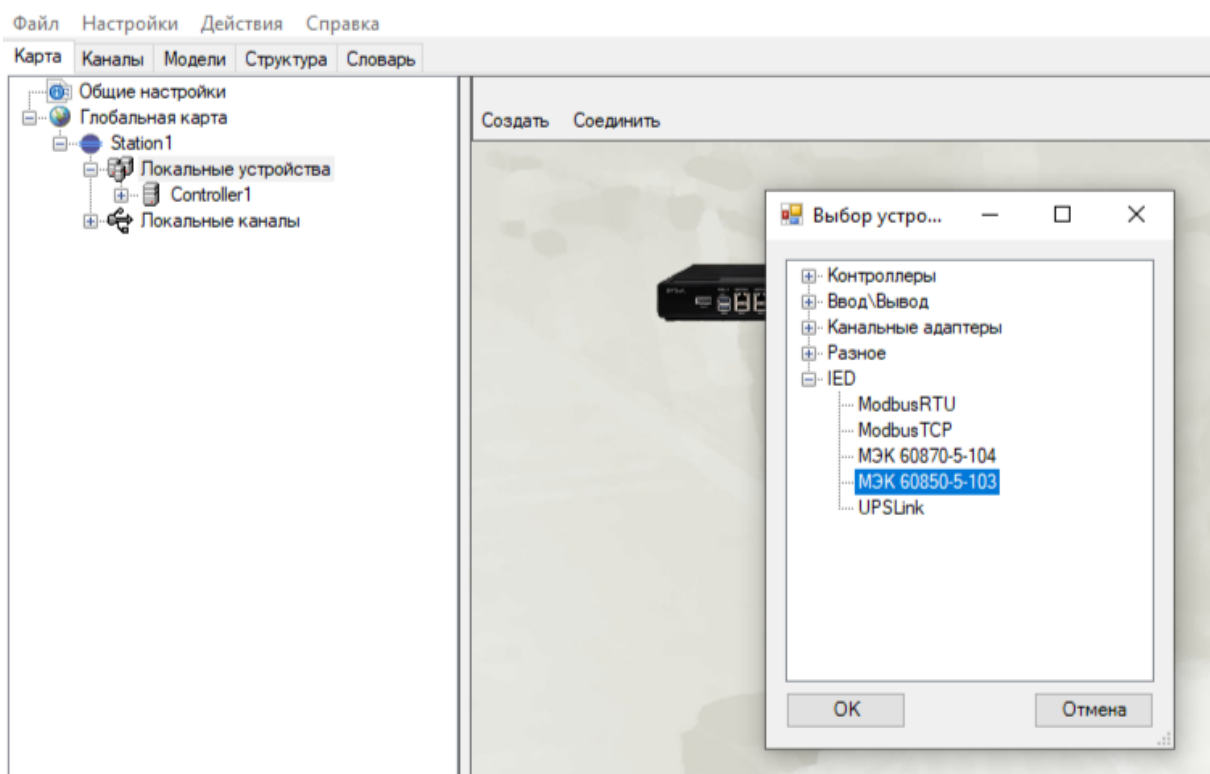 Файл Настройки Действия Справка
Карта Каналы Модели Структура Словарь
Общие настройки
Глобальная карта
Station1
Локальные устройства
Controller1
Локальные каналы
Создать Соединить
Выбор устро...
Контроллеры
Ввод\Вывод
Канальные адаптеры
Разное
IED
ModbusRTU
ModbusTCP
МЭК 60870-5-104
МЭК 60850-5-103
UPSLink
OK Отмена